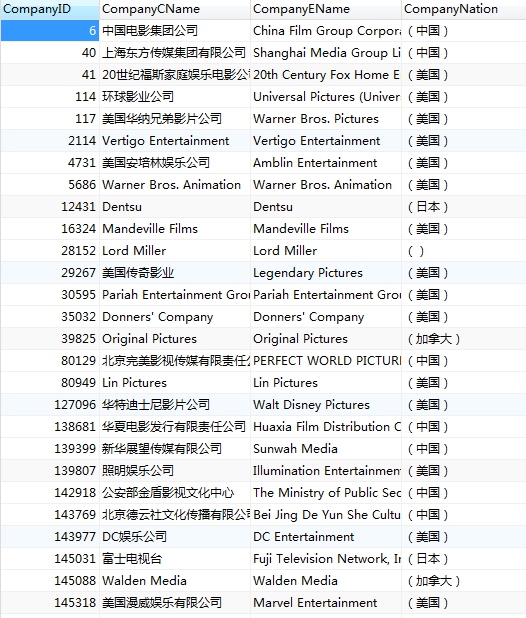 CompanyID CompanyCName CompanyEName CompanyNation
6 中国电影集团公司 China Film Group Corpora (中国)
40 上海东方传媒集团有限公司 Shanghai Media Group Li (中国)
41 20世纪福斯家庭娱乐电影公司 20th Century Fox Home E (美国)
114 环球影业公司 Universal Pictures (Univer (美国)
117 美国华纳兄弟影片公司 Warner Bros. Pictures (美国)
2114 Vertigo Entertainment Vertigo Entertainment (美国)
4731 美国安培林娱乐公司 Amblin Entertainment (美国)
5686 Warner Bros. Animation Warner Bros. Animation (美国)
12431 Dentsu Dentsu (日本)
16324 Mandeville Films Mandeville Films (美国)
28152 Lord Miller Lord Miller ( )
29267 美国传奇影业 Legendary Pictures (美国)
30595 Pariah Entertainment Grou Pariah Entertainment Grou (美国)
35032 Donners' Company Donners' Company (美国)
39825 Original Pictures Original Pictures (加拿大)
80129 北京完美影视传媒有限责任公 PERFECT WORLD PICTURE (中国)
80949 Lin Pictures Lin Pictures (美国)
127096 华特迪士尼影片公司 Walt Disney Pictures (美国)
138681 华夏电影发行有限责任公司 Huaxia Film Distribution C (中国)
139399 新华展望传媒有限公司 Sunwah Media (中国)
139807 照明娱乐公司 Illumination Entertainment (美国)
142918 公安部金盾影视文化中心 The Ministry of Public Sec (中国)
143769 北京德云社文化传播有限公司 Bei Jing De Yun She Cultu (中国)
143977 DC娱乐公司 DC Entertainment (美国)
145031 富士电视台 Fuji Television Network, In (日本)
145088 Walden Media Walden Media (加拿大)
145318 美国漫威娱乐有限公司 Marvel Entertainment (美国)